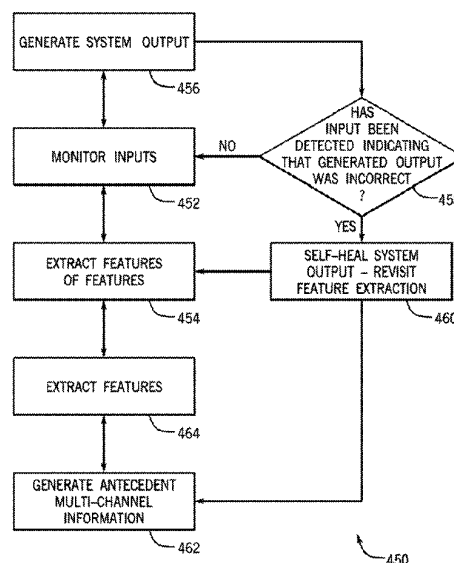 GENERATE SYSTEM OUTPUT
456
HAS
INPUT BEEN
DETECTED INDICATING
THAT GENERATED OUTPUT
WAS INCORRECT
?
NO
MONITOR INPUTS
452
YES
SELF-HEAL SYSTEM
OUTPUT - REVISIT
FEATURE EXTRACTION
460
EXTRACT FEATURES
OF FEATURES
454
EXTRACT FEATURES
464
GENERATE ANTECEDENT
MULTI-CHANNEL
INFORMATION
462
450